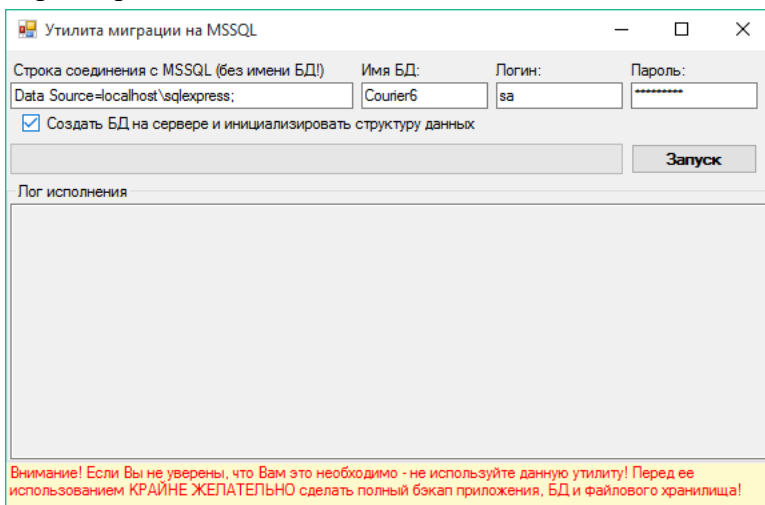 Утилита миграции на MSSQL
Строка соединения с MSSQL (без имени БД!) Имя БД: Логин: Пароль:
Data Source=localhost\sqlexpress; Courier6 sa *********
Создать БД на сервере и инициализировать структуру данных
Запуск
Лог исполнения
Внимание! Если Вы не уверены, что Вам это необходимо - не используйте данную утилиту! Перед ее
использованием КРАЙНЕ ЖЕЛАТЕЛЬНО сделать полный бэкап приложения, БД и файлового хранилища!